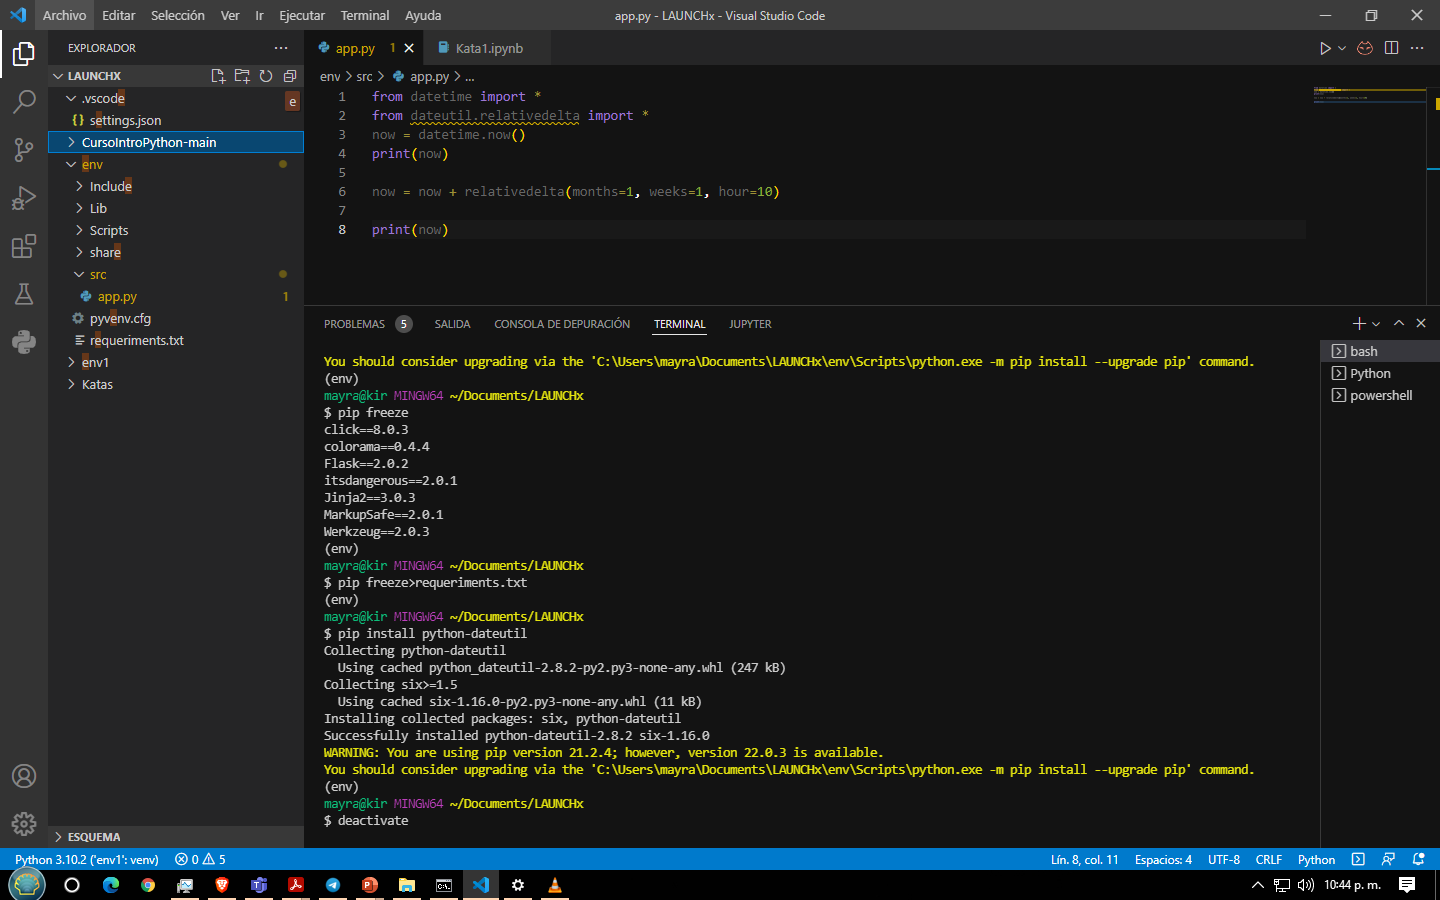 Archivo Editar Selección Ver Ir Ejecutar Terminal Ayuda
app.py - LAUNCHx - Visual Studio Code
EXPLORADOR
LAUNCHX
.vscode
e
settings.json
CursoIntroPython-main
env
Include
Lib
Scripts
share
src
app.py 1
pyvenv.cfg
requeriments.txt
env1
Katas
ESQUEMA
app.py 1
Kata1.ipynb
env > src > app.py > ...
1 from datetime import *
2 from dateutil.relativedelta import *
3 now = datetime.now()
4 print(now)
5
6 now = now + relativedelta(months=1, weeks=1, hour=10)
7
8 print(now)
PROBLEMAS 5 SALIDA CONSOLA DE DEPURACIÓN TERMINAL JUPYTER
You should consider upgrading via the 'C:\Users\mayra\Documents\LAUNCHx\env\Scripts\python.exe -m pip install --upgrade pip' command.
(env)
mayra@kir MINGW64 ~/Documents/LAUNCHx
$ pip freeze
click==8.0.3
colorama==0.4.4
Flask==2.0.2
itsdangerous==2.0.1
Jinja2==3.0.3
MarkupSafe==2.0.1
Werkzeug==2.0.3
(env)
mayra@kir MINGW64 ~/Documents/LAUNCHx
$ pip freeze>requeriments.txt
(env)
mayra@kir MINGW64 ~/Documents/LAUNCHx
$ pip install python-dateutil
Collecting python-dateutil
Using cached python_dateutil-2.8.2-py2.py3-none-any.whl (247 kB)
Collecting six>=1.5
Using cached six-1.16.0-py2.py3-none-any.whl (11 kB)
Installing collected packages: six, python-dateutil
Successfully installed python-dateutil-2.8.2 six-1.16.0
WARNING: You are using pip version 21.2.4; however, version 22.0.3 is available.
You should consider upgrading via the 'C:\Users\mayra\Documents\LAUNCHx\env\Scripts\python.exe -m pip install --upgrade pip' command.
(env)
mayra@kir MINGW64 ~/Documents/LAUNCHx
$ deactivate
bash
Python
powershell
Python 3.10.2 ('env1': venv) 0 5
Lín. 8, col. 11 Espacios: 4 UTF-8 CRLF Python
10:44 p. m.